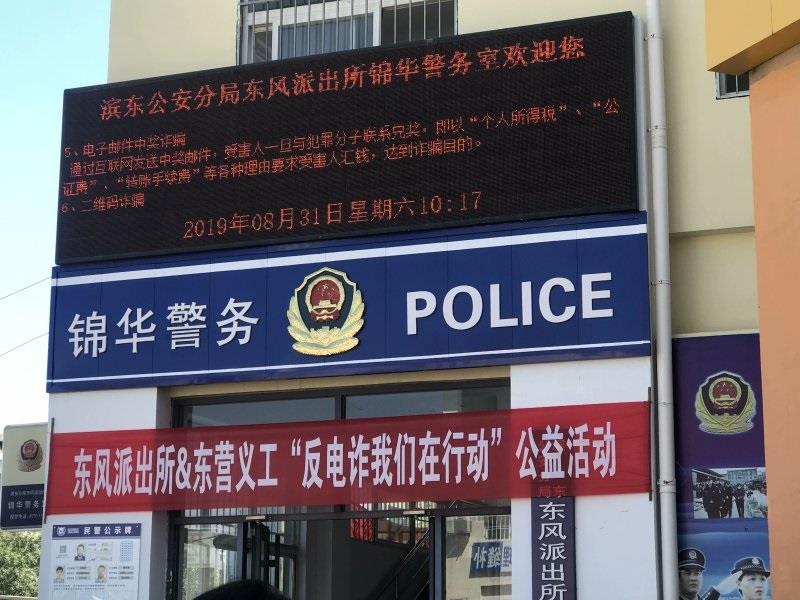 滨东公安分局东风派出所锦华警务室欢迎您
5、电子邮件中奖诈骗
通过互联网发送中奖邮件，受害人一旦与犯罪分子联系兑奖，即以“个人所得税”、“公
证费”、“转账手续费”等各种理由要求受害人汇钱，达到诈骗目的。
6、二维码诈骗
2019年08月31日星期六10:17
锦华警务
POLICE
东风派出所&东营义工“反电诈我们在行动”公益活动
锦华警务
民警公示牌
东风派出所